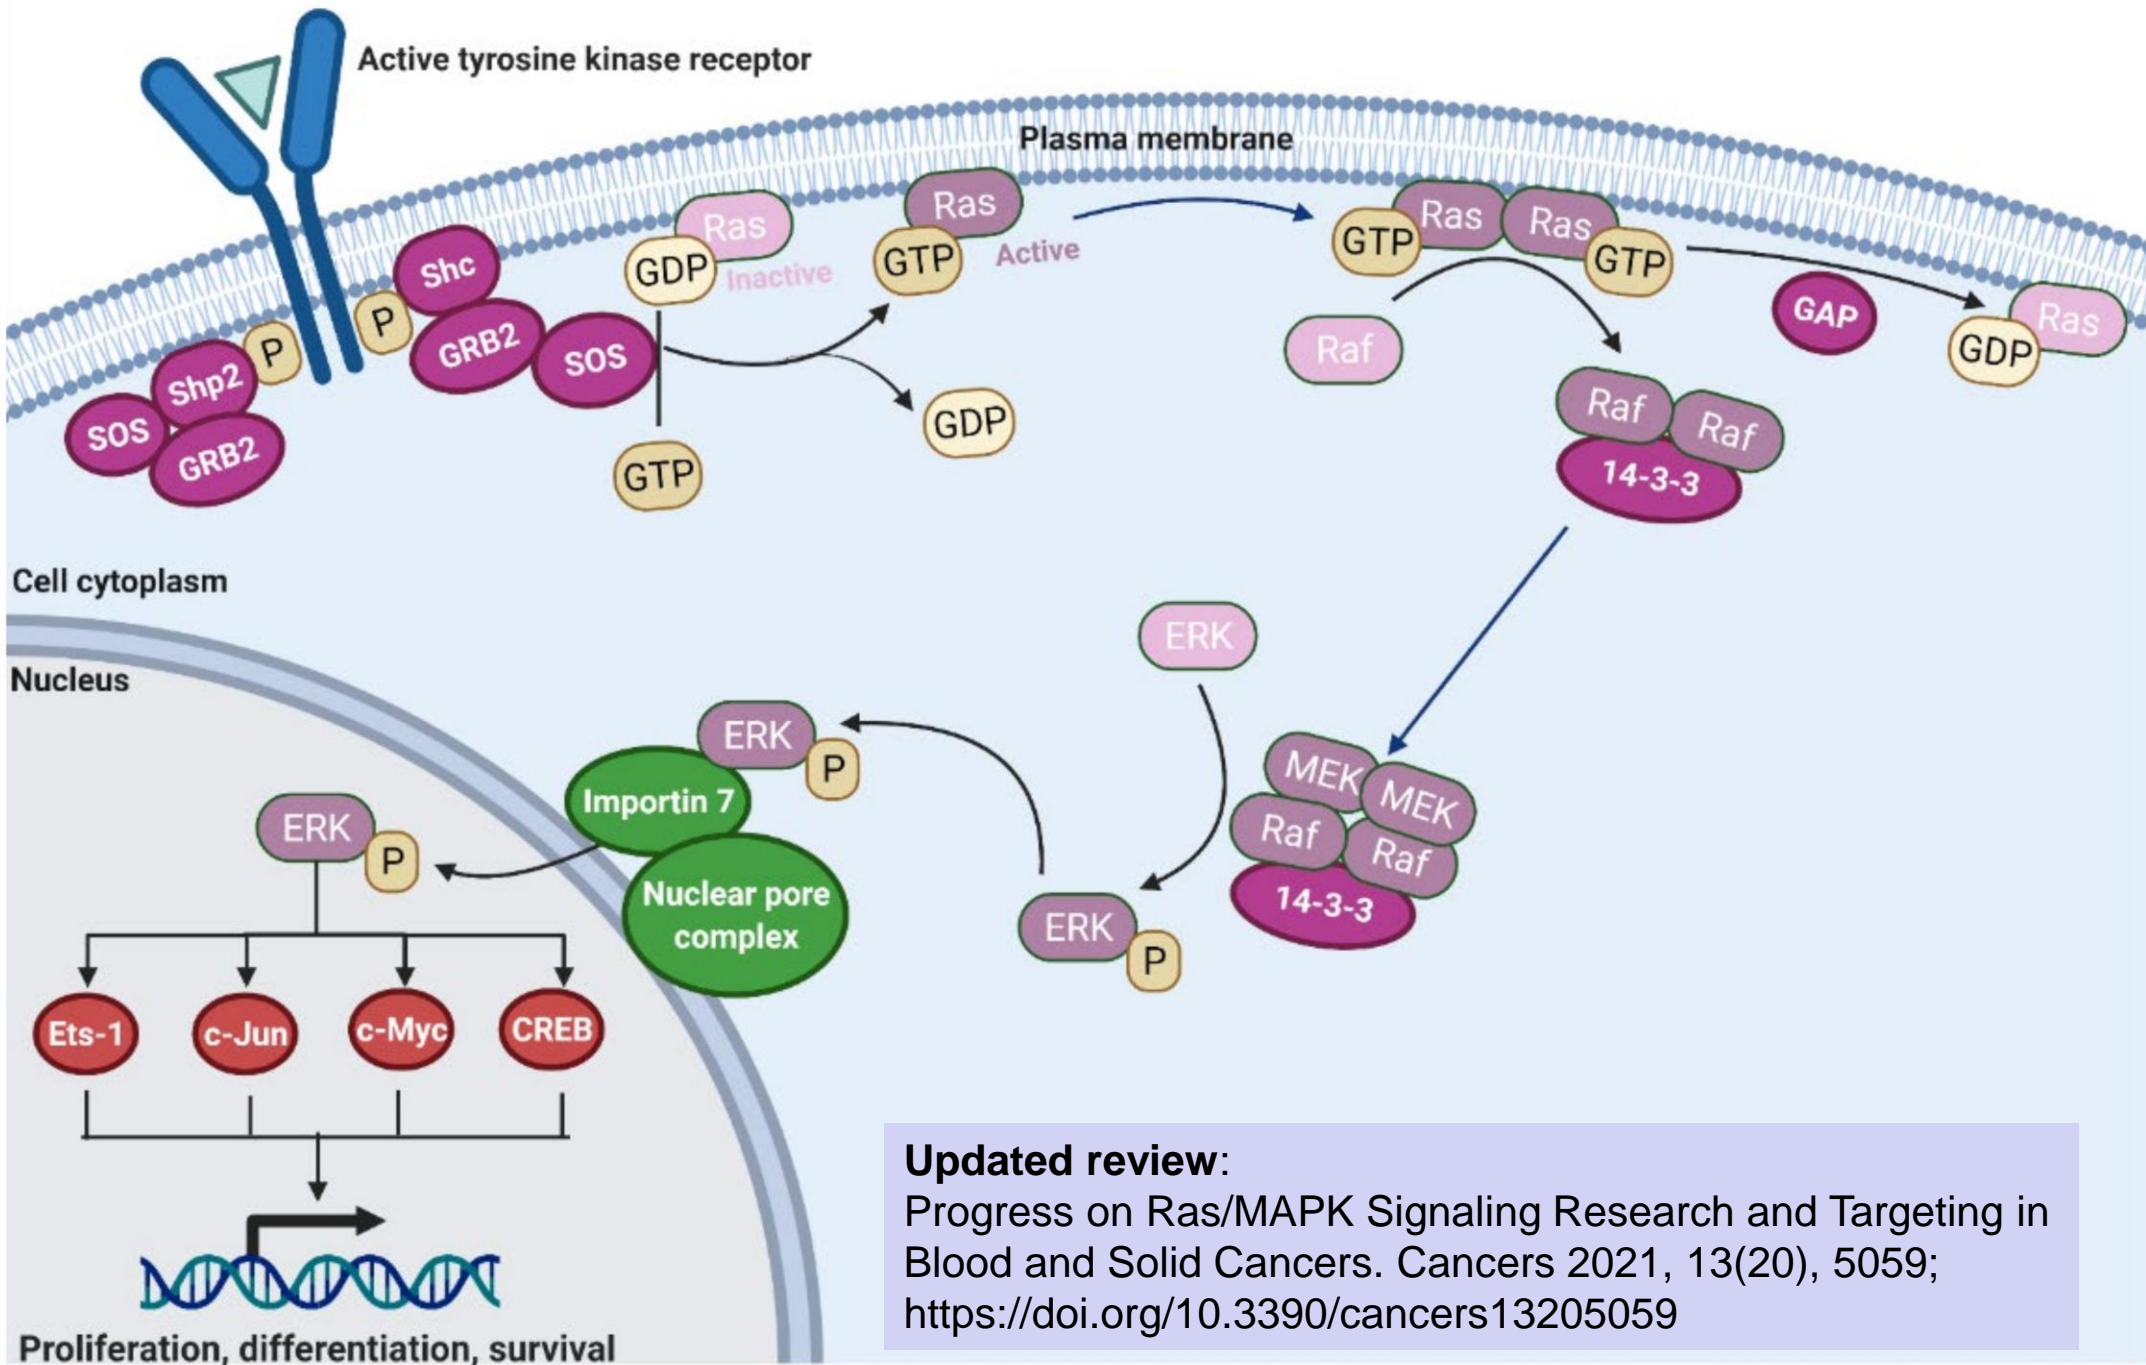 Active tyrosine kinase receptor
Plasma membrane
Ras
GDP
Inactive
Ras
GTP
Active
GTP
Ras
Ras
GTP
GAP
Ras
GDP
Shc
P
GRB2
SOS
P
Shp2
SOS
GRB2
GTP
GDP
Raf
Raf
Raf
14-3-3
Cell cytoplasm
Nucleus
ERK
MEK
MEK
Raf
Raf
14-3-3
ERK
P
ERK
P
Importin 7
Nuclear pore
complex
ERK
P
Ets-1
c-Jun
c-Myc
CREB
Proliferation, differentiation, survival
Updated review:
Progress on Ras/MAPK Signaling Research and Targeting in
Blood and Solid Cancers. Cancers 2021, 13(20), 5059;
https://doi.org/10.3390/cancers13205059